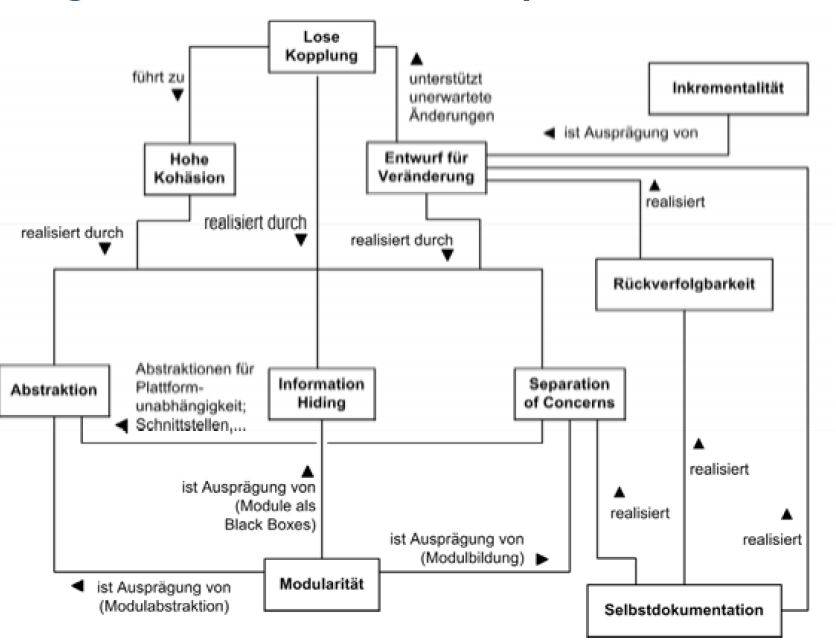 Lose
Kopplung
führt zu
unterstützt
unerwartete
Änderungen
Inkrementalität
ist Ausprägung von
Hohe
Kohäsion
Entwurf für
Veränderung
realisiert
realisiert durch
realisiert durch
realisiert durch
Rückverfolgbarkeit
Abstraktion
Abstraktionen für
Plattform-
unabhängigkeit;
Schnittstellen,...
Information
Hiding
Separation
of Concerns
realisiert
ist Ausprägung von
(Module als
Black Boxes)
realisiert
realisiert
ist Ausprägung von
(Modulbildung)
Modularität
ist Ausprägung von
(Modulabstraktion)
Selbstdokumentation